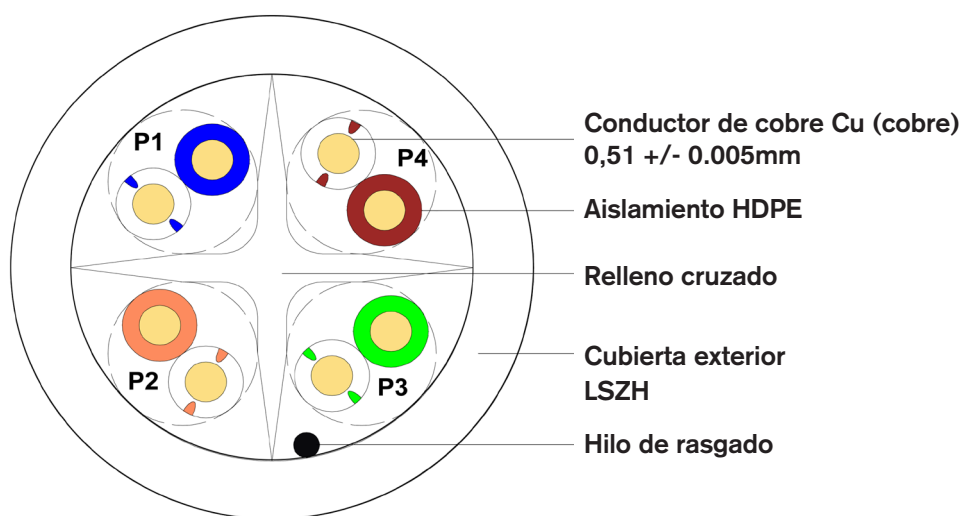 P1
P4
P2
P3
Conductor de cobre Cu (cobre)
0,51 +/- 0.005mm
Aislamiento HDPE
Relleno cruzado
Cubierta exterior
LSZH
Hilo de rasgado